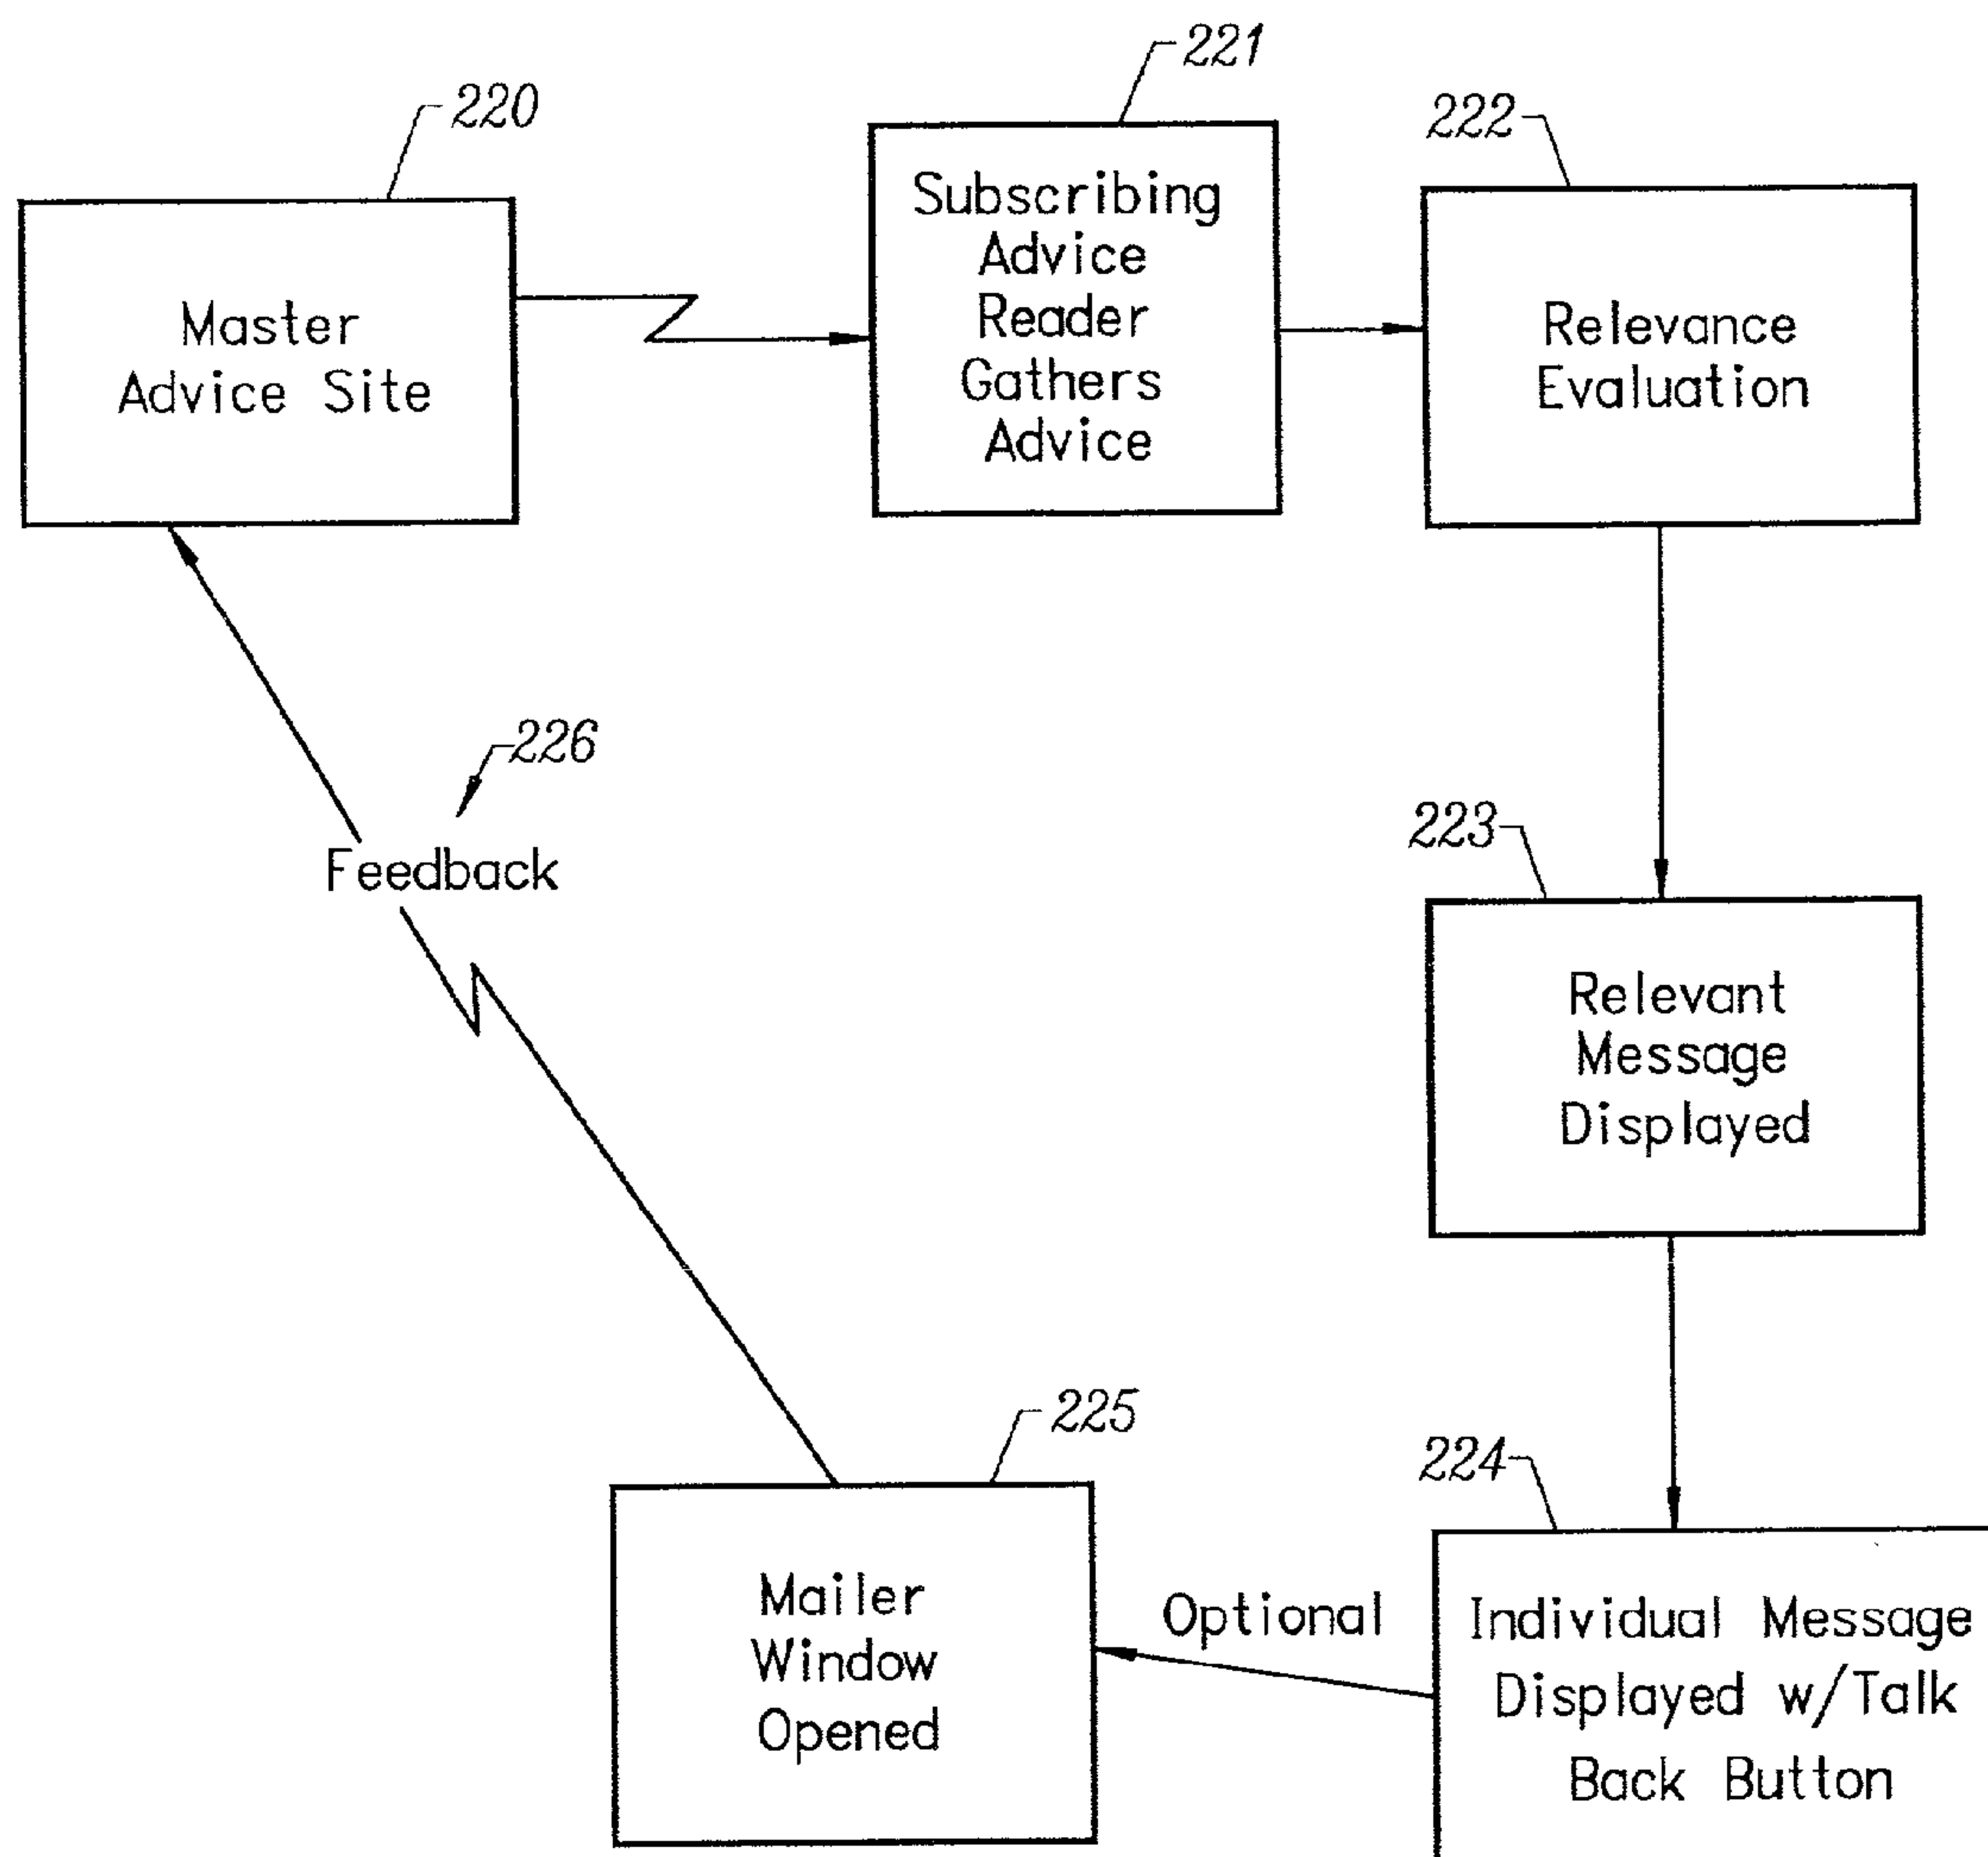 220
Master
Advice Site
221
Subscribing
Advice
Reader
Gathers
Advice
222
Relevance
Evaluation
223
Relevant
Message
Displayed
224
Individual Message
Displayed w/Talk
Back Button
Optional
225
Mailer
Window
Opened
226
Feedback